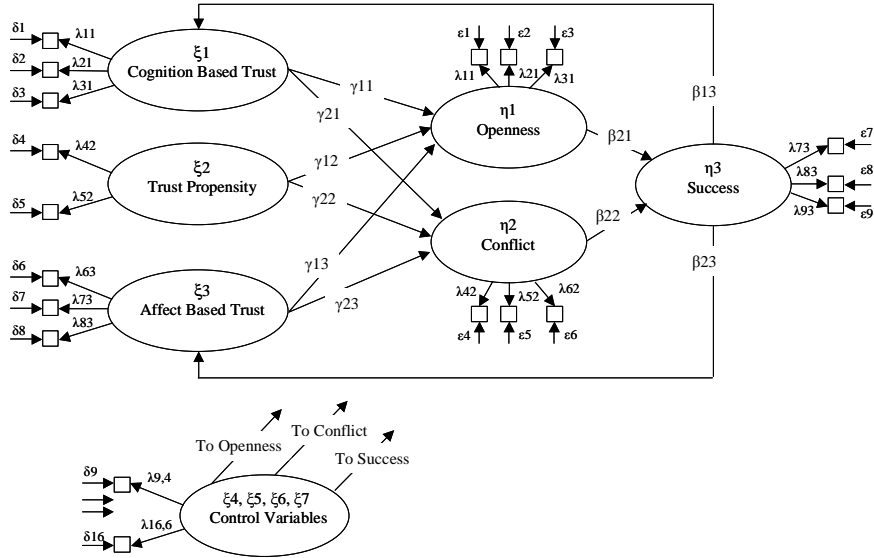 δ1
λ11
δ2
λ21
δ3
λ31
ξ1
Cognition Based Trust
γ11
γ21
ε1
ε2
ε3
λ11
λ21
λ31
η1
Openness
β13
β21
δ4
λ42
δ5
λ52
ξ2
Trust Propensity
γ12
γ22
η3
Success
λ73
ε7
λ83
ε8
λ93
ε9
η2
Conflict
β22
β23
λ42
λ52
λ62
ε4
ε5
ε6
δ6
λ63
δ7
λ73
δ8
λ83
ξ3
Affect Based Trust
γ13
γ23
To Openness
To Conflict
To Success
δ9
λ9,4
δ16
λ16,6
ξ4, ξ5, ξ6, ξ7
Control Variables